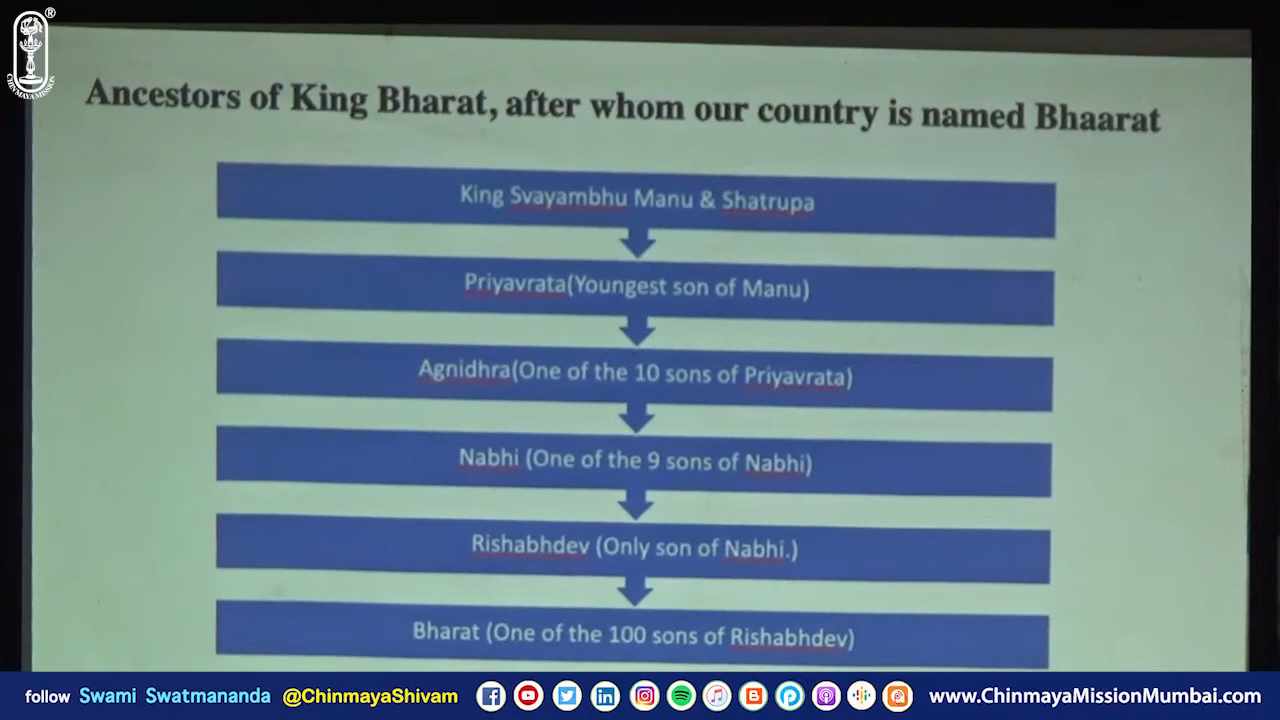 ®
CHINMAYA MISSION
Ancestors of King Bharat, after whom our country is named Bhaarat
King Svayambhu Manu & Shatrupa
Priyavrata(Youngest son of Manu)
Agnidhra(One of the 10 sons of Priyavrata)
Nabhi (One of the 9 sons of Nabhi)
Rishabhdev (Only son of Nabhi.)
Bharat (One of the 100 sons of Rishabhdev)
follow Swami Swatmananda @ChinmayaShivam www.ChinmayaMissionMumbai.com